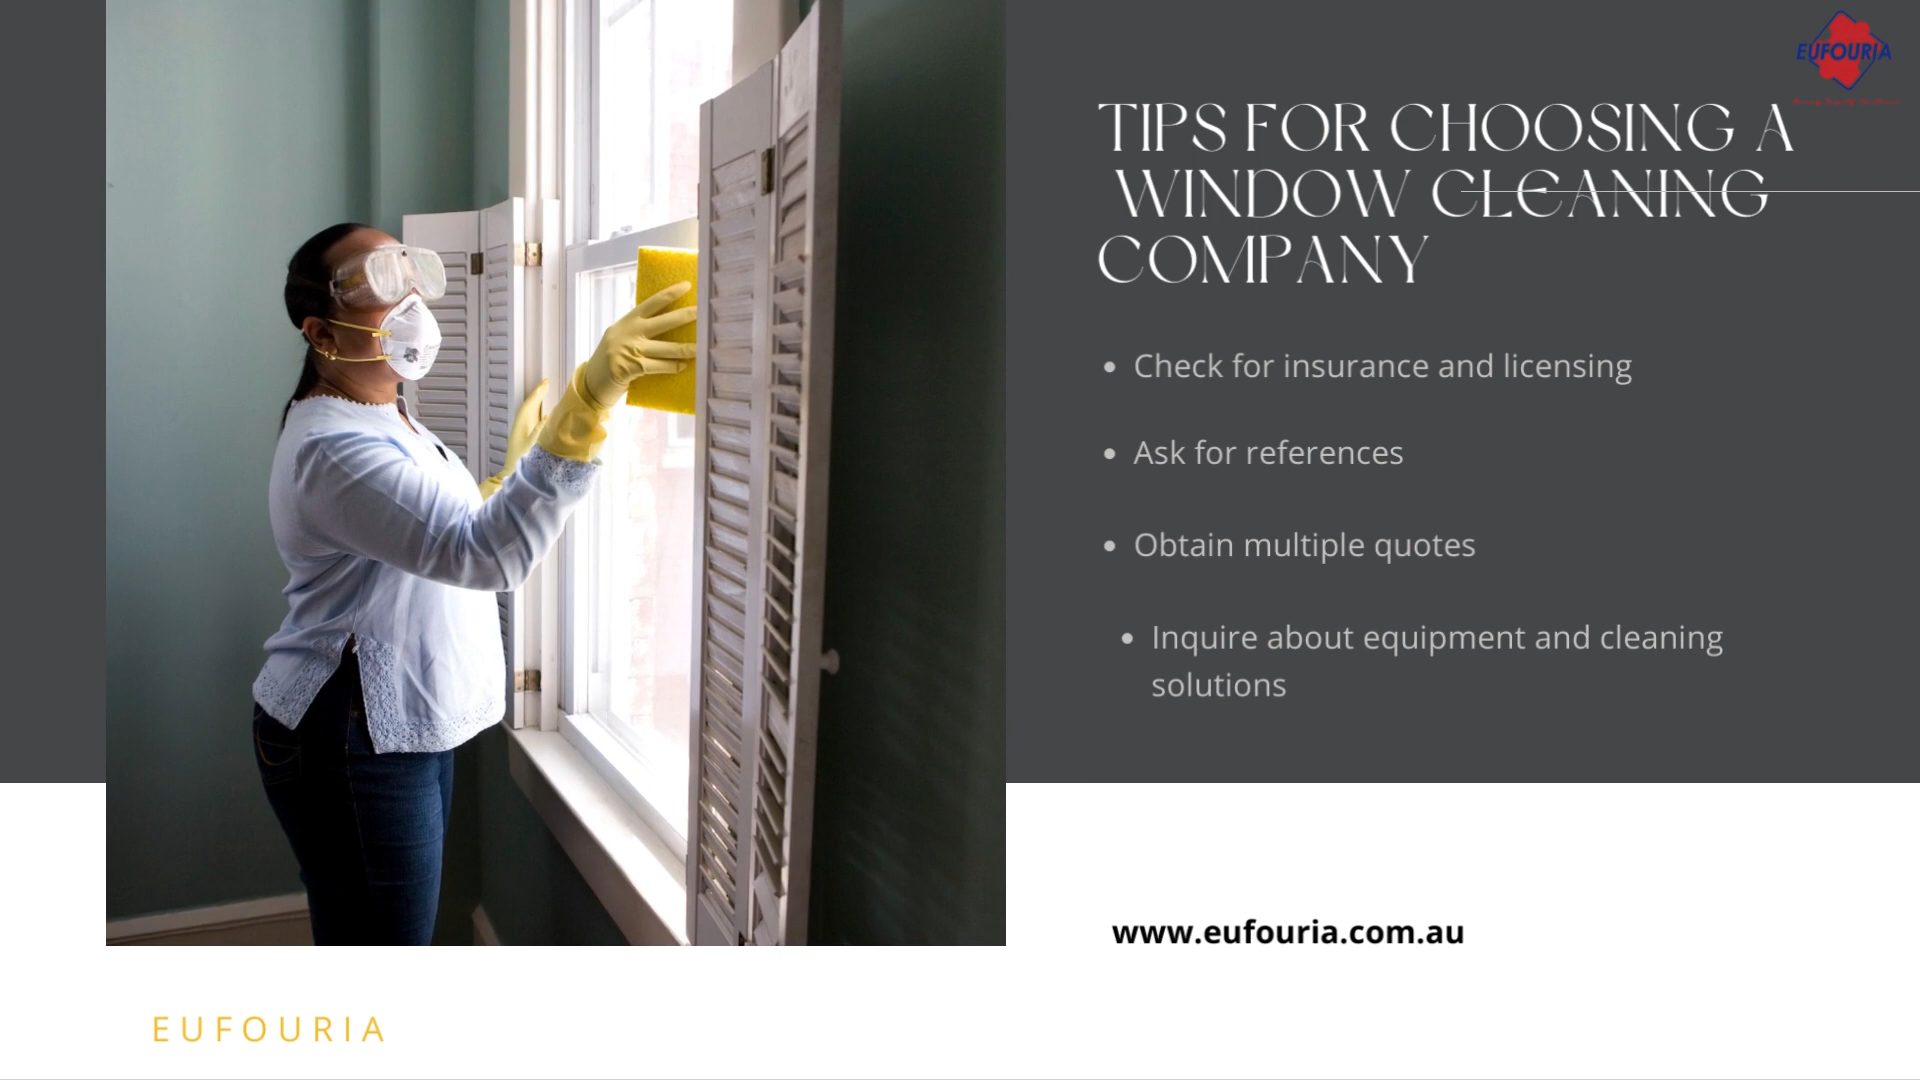 EUFOURIA
TIPS FOR CHOOSING A
WINDOW CLEANING
COMPANY
• Check for insurance and licensing
• Ask for references
• Obtain multiple quotes
• Inquire about equipment and cleaning
solutions
www.eufouria.com.au
EUFOURIA